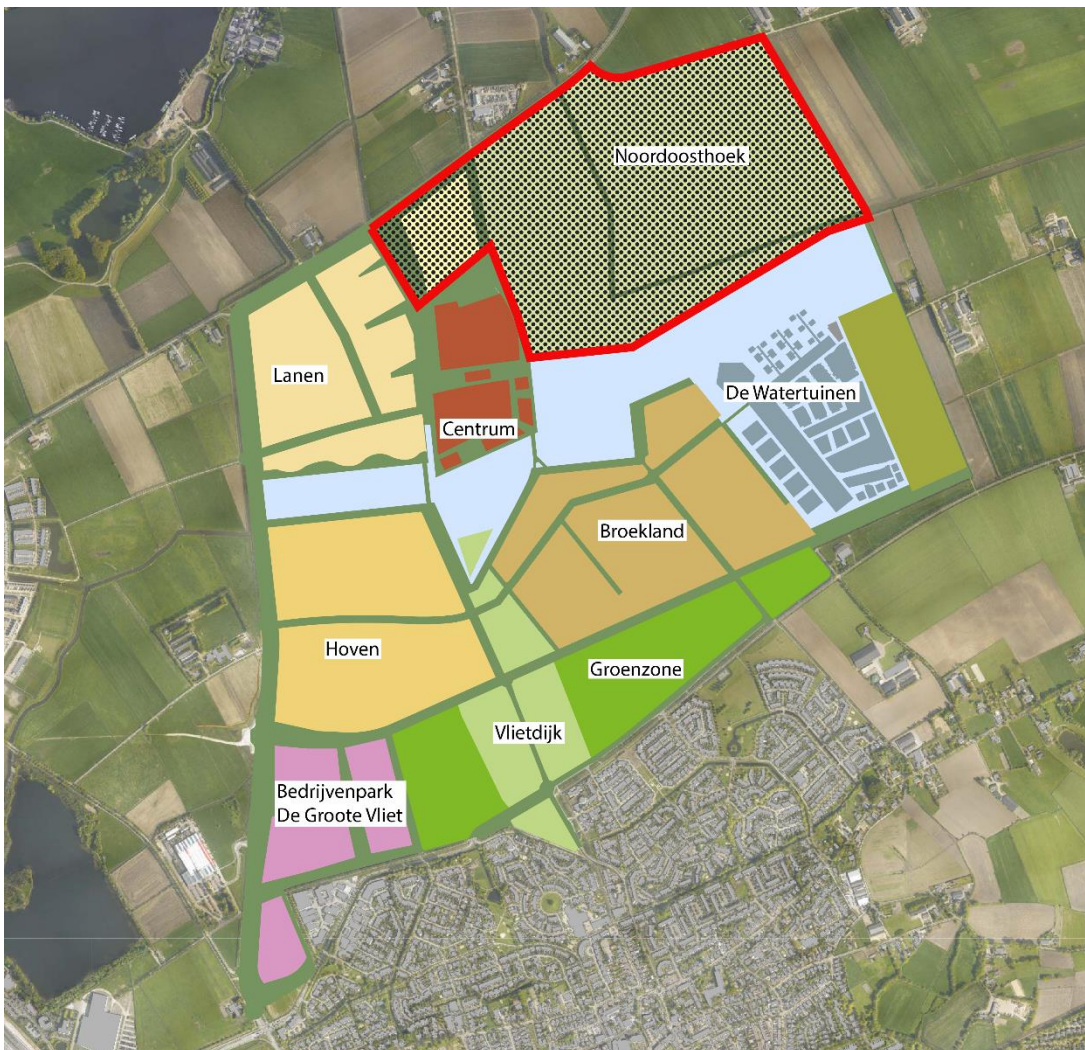 Noordoosthoek
Lanen
De Watertuinen
Centrum
Broekland
Hoven
Groenzone
Vlietdijk
Bedrijvenpark
De Groote Vliet